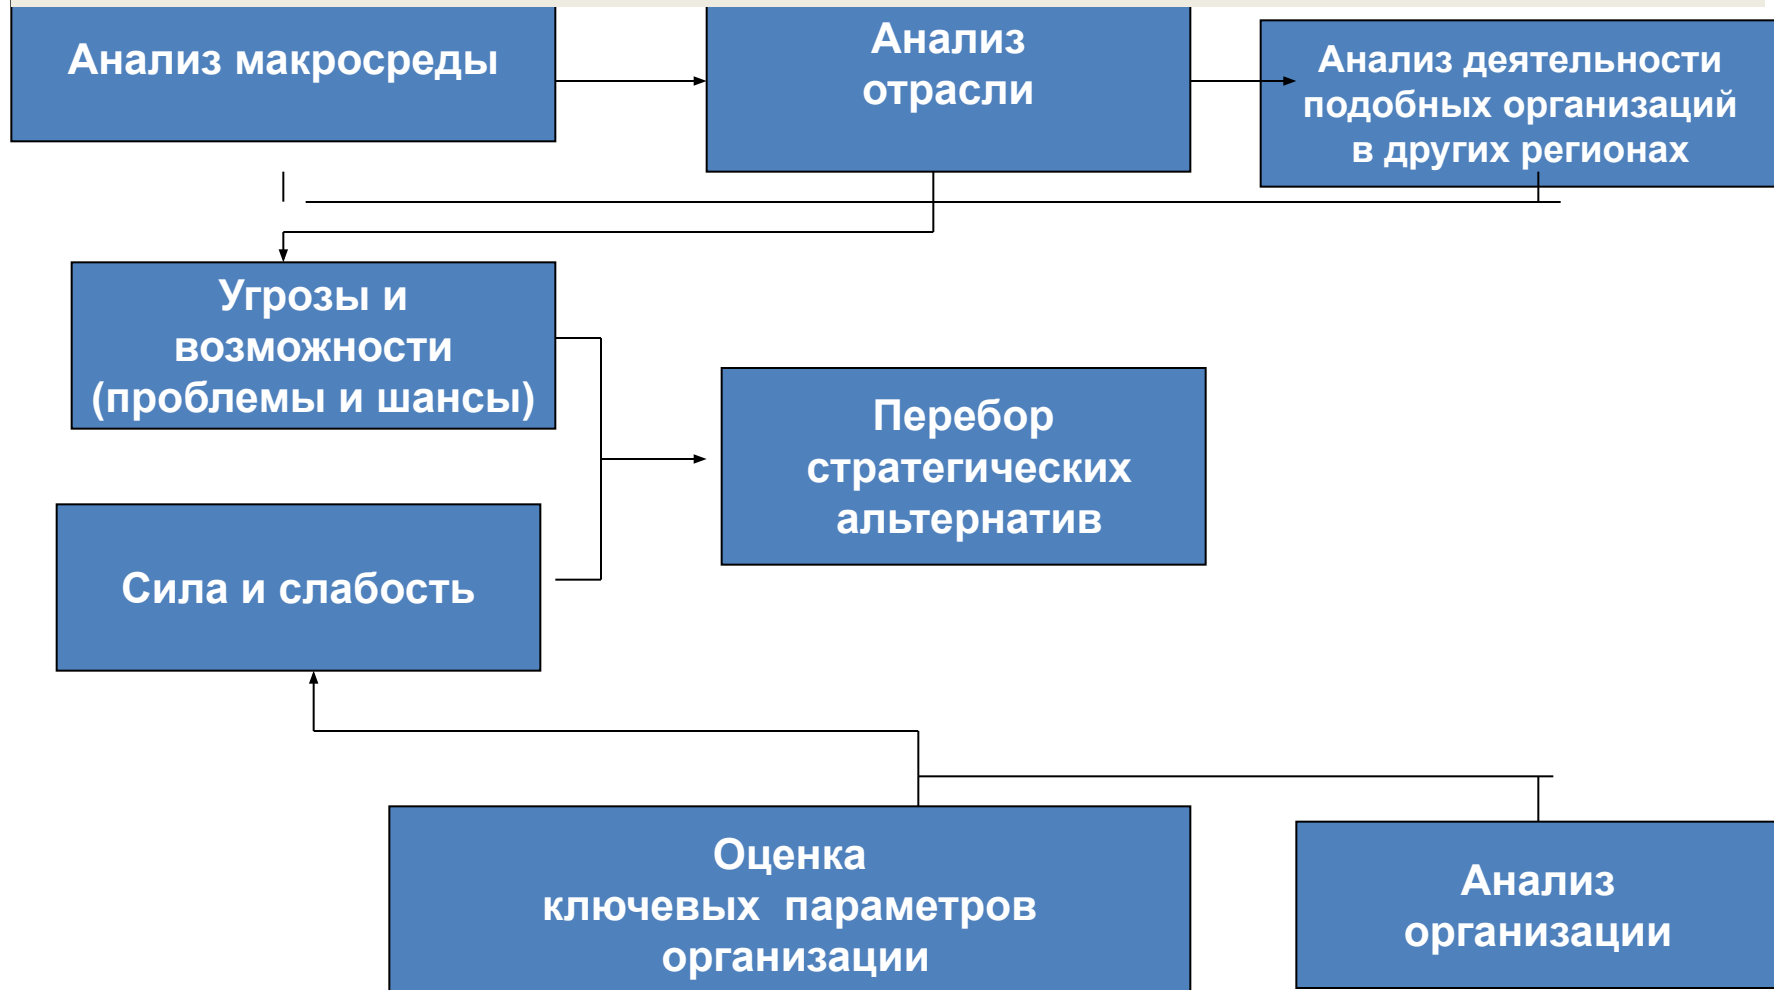 Анализ макросреды
Анализ
отрасли
Анализ деятельности
подобных организаций
в других регионах
Угрозы и
возможности
(проблемы и шансы)
Перебор
стратегических
альтернатив
Сила и слабость
Оценка
ключевых  параметров
организации
Анализ
организации